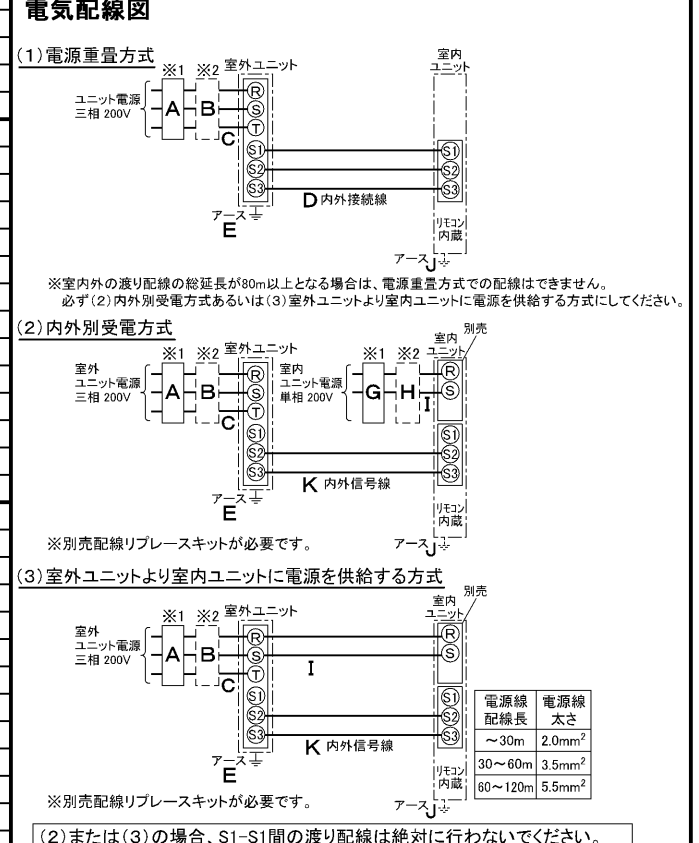 電気配線図
(1)電源重畳方式
※1 ※2 室外ユニット
室内
ユニット
ユニット電源
三相 200V
A B C
R
S
T
S1
S2
S3
S1
S2
S3
D 内外接続線
アース
E
リモコン
内蔵
アース J
※室内外の渡り配線の総延長が80m以上となる場合は、電源重畳方式での配線はできません。
必ず(2)内外別受電方式あるいは(3)室外ユニットより室内ユニットに電源を供給する方式にしてください。
(2)内外別受電方式
※1 ※2 室外ユニット
※1 ※2
室内
ユニット
別売
室外
ユニット電源
三相 200V
A B C
R
S
T
S1
S2
S3
室内
ユニット電源
単相 200V
G H I
R
S
S1
S2
S3
K 内外信号線
アース
E
リモコン
内蔵
アース J
※別売配線リプレースキットが必要です。
(3)室外ユニットより室内ユニットに電源を供給する方式
※1 ※2 室外ユニット
室内
ユニット
別売
室外
ユニット電源
三相 200V
A B C
R
S
T
S1
S2
S3
I
R
S
S1
S2
S3
K 内外信号線
アース
E
リモコン
内蔵
アース J
電源線 電源線
配線長 太さ
～30m 2.0mm²
30～60m 3.5mm²
60～120m 5.5mm²
※別売配線リプレースキットが必要です。
(2)または(3)の場合、S1-S1間の渡り配線は絶対に行わないでください。